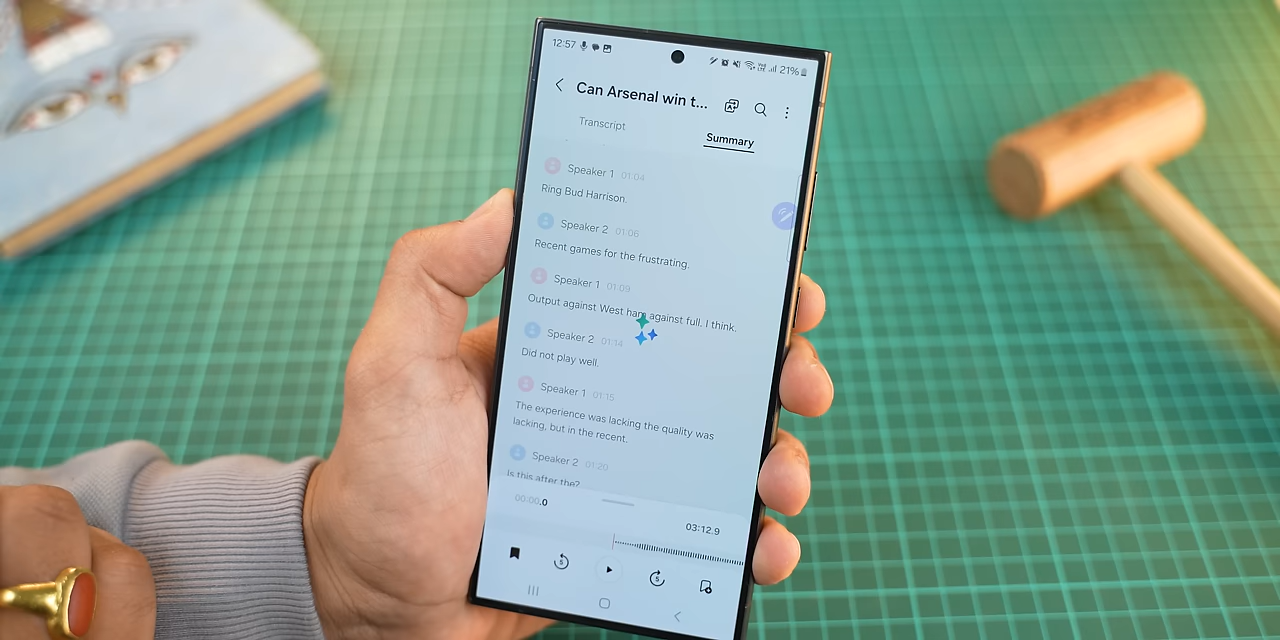 12:57 21%
Can Arsenal win t...
Transcript Summary
Speaker 1 01:04
Ring Bud Harrison.
Speaker 2 01:06
Recent games for the frustrating.
Speaker 1 01:09
Output against West ham against full. I think.
Speaker 2 01:14
Did not play well.
Speaker 1 01:15
The experience was lacking the quality was
lacking, but in the recent.
Speaker 2 01:20
Is this after the?
00:00.0 03:12.9
5 5